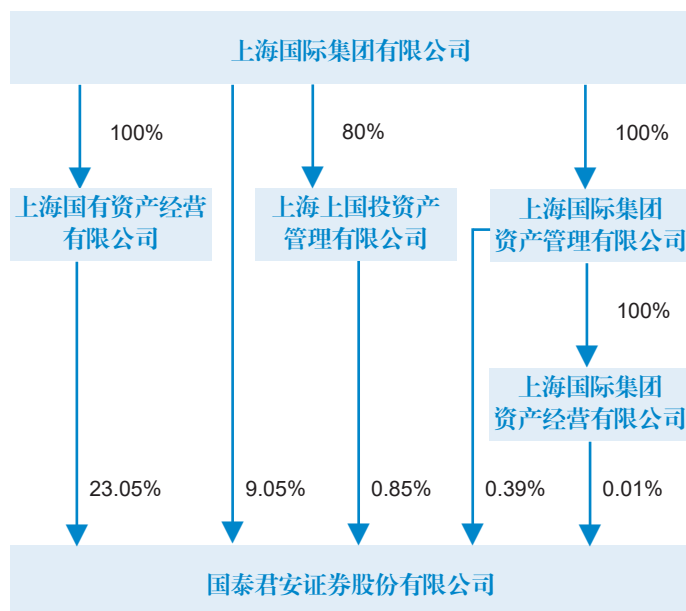 上海国际集团有限公司
100%
80%
100%
上海国有资产经营
有限公司
上海上国投资产
管理有限公司
上海国际集团
资产管理有限公司
100%
上海国际集团
资产经营有限公司
23.05%
9.05%
0.85%
0.39%
0.01%
国泰君安证券股份有限公司